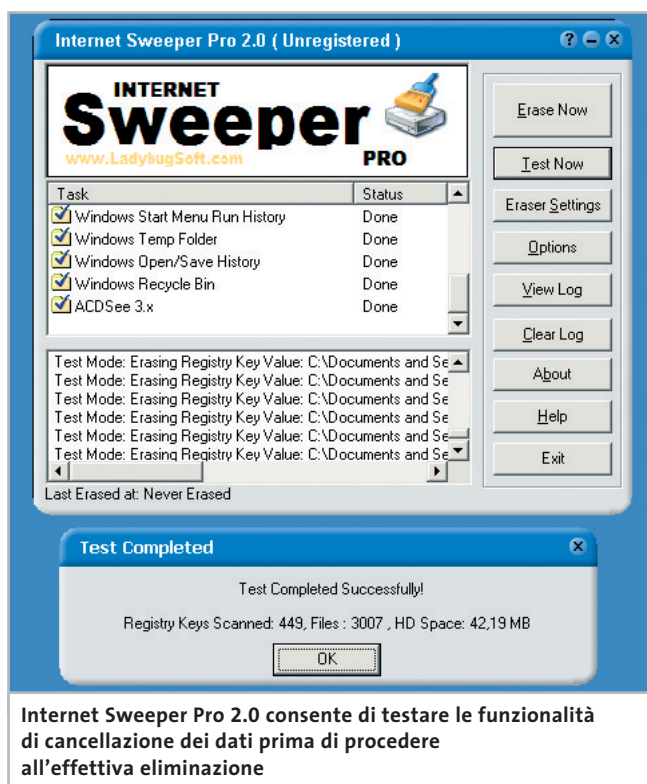 Internet Sweeper Pro 2.0 ( Unregistered )
INTERNET
Sweeper
www.LadybugSoft.com
PRO
Task Status
Windows Start Menu Run History Done
Windows Temp Folder Done
Windows Open/Save History Done
Windows Recycle Bin Done
ACDSee 3.x Done
Test Mode: Erasing Registry Key Value: C:\Documents and Se
Test Mode: Erasing Registry Key Value: C:\Documents and Se
Test Mode: Erasing Registry Key Value: C:\Documents and Se
Test Mode: Erasing Registry Key Value: C:\Documents and Se
Test Mode: Erasing Registry Key Value: C:\Documents and Se
Test Mode: Erasing Registry Key Value: C:\Documents and Se
Last Erased at: Never Erased
Erase Now
Test Now
Eraser Settings
Options
View Log
Clear Log
About
Help
Exit
Test Completed
Test Completed Successfully!
Registry Keys Scanned: 449, Files : 3007 , HD Space: 42,19 MB
OK
Internet Sweeper Pro 2.0 consente di testare le funzionalità
di cancellazione dei dati prima di procedere
all'effettiva eliminazione